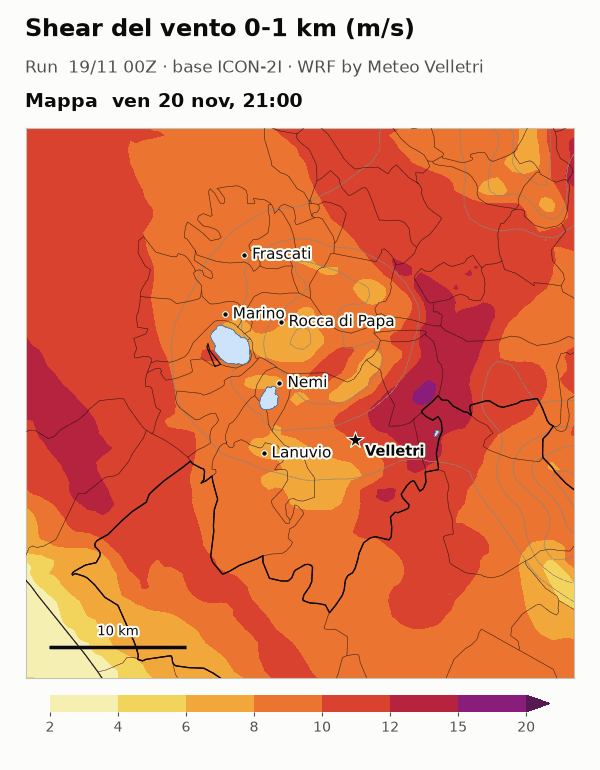 Shear del vento 0-1 km (m/s)
Run  19/11 00Z · base ICON-2I · WRF by Meteo Velletri
Mappa  ven 20 nov, 21:00
Frascati
Marino
Rocca di Papa
Nemi
Velletri
Lanuvio
10 km
2 4 6 8 10 12 15 20